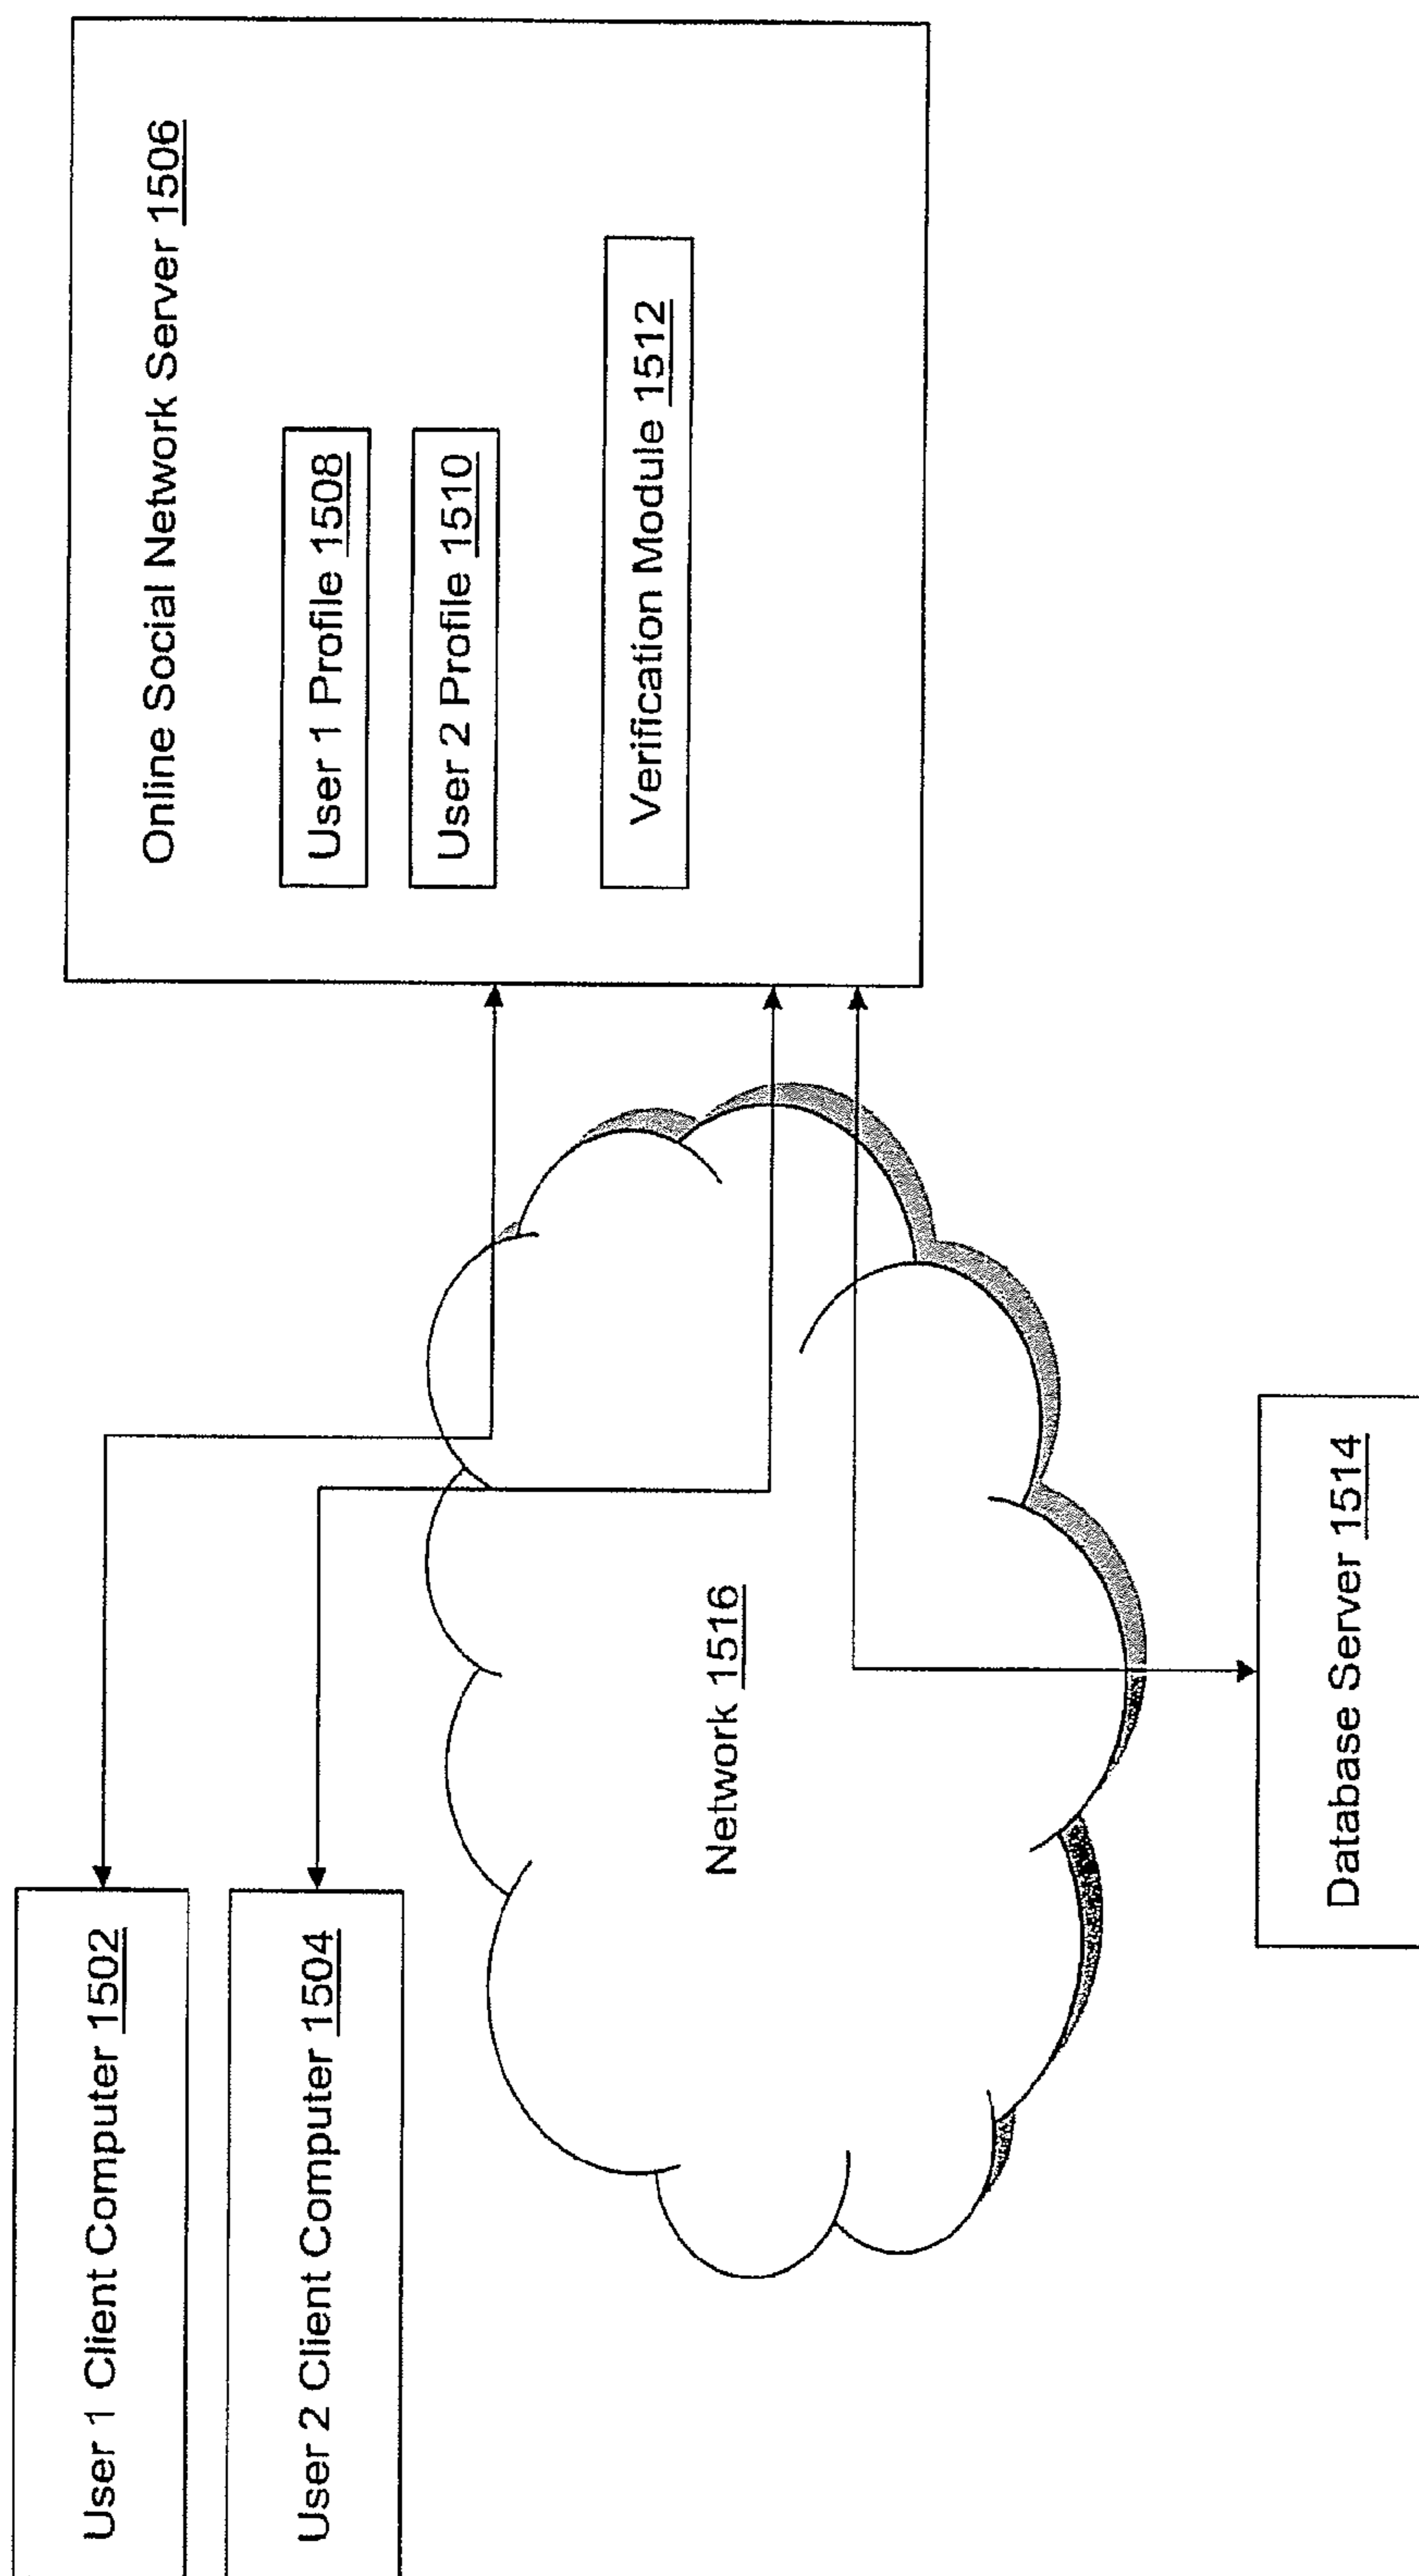 User 1 Client Computer 1502
User 2 Client Computer 1504
Online Social Network Server 1506
User 1 Profile 1508
User 2 Profile 1510
Verification Module 1512
Network 1516
Database Server 1514